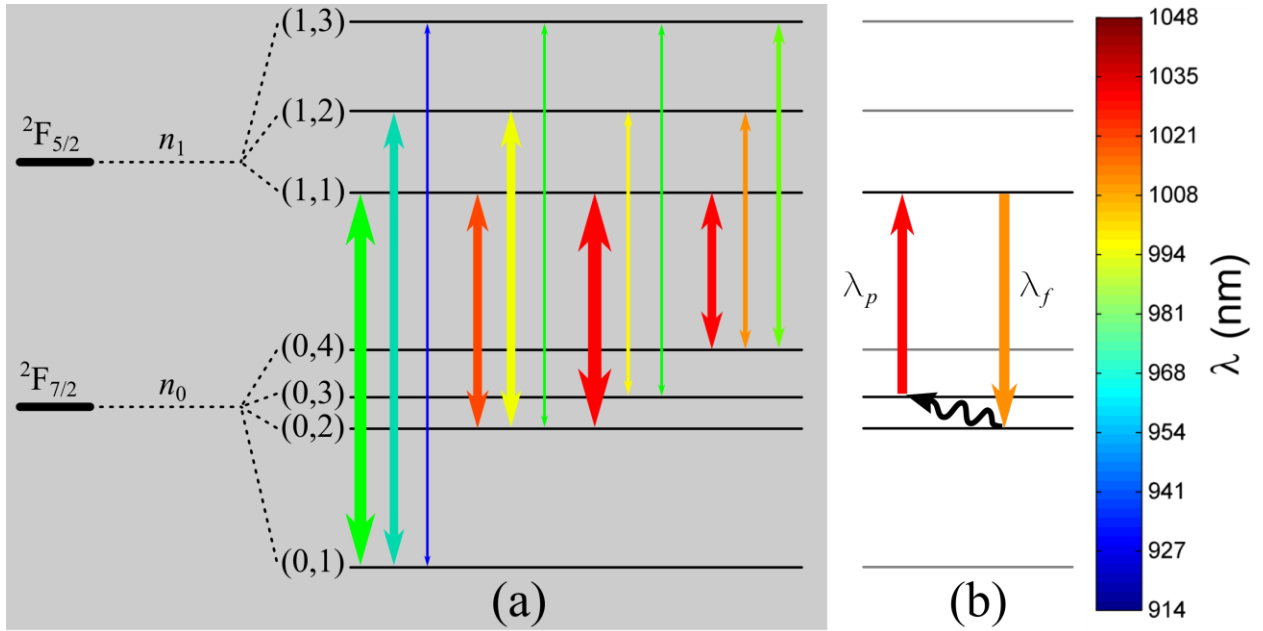 (1,3)
(1,2)
²F₅/₂
n₁
(1,1)
(0,4)
²F₇/₂
n₀
(0,3)
(0,2)
(0,1)
(a)
λₚ
λ_f
(b)
1048
1035
1021
1008
994
981
968
954
941
927
914
λ (nm)